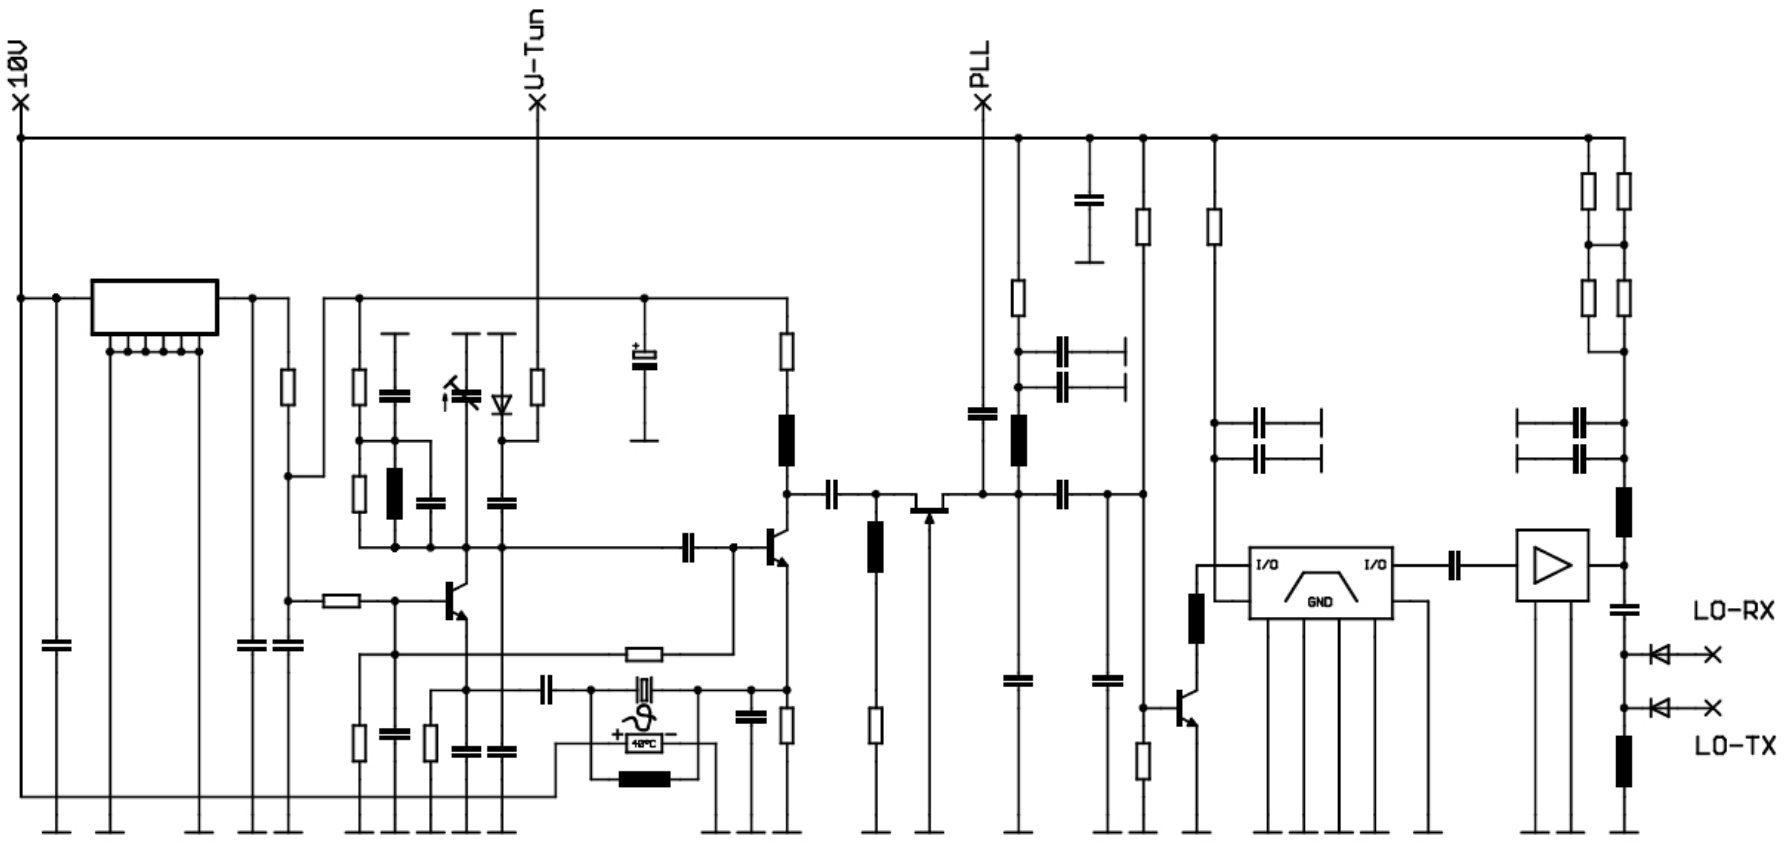 10V
U-Tun
PLL
I/O
I/O
GND
LO-RX
40°C
LO-TX